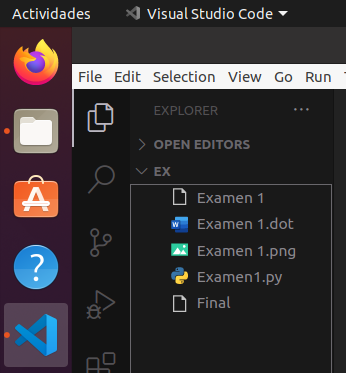 Actividades Visual Studio Code
File Edit Selection View Go Run
EXPLORER ...
OPEN EDITORS
EX
Examen 1
Examen 1.dot
Examen 1.png
Examen1.py
Final